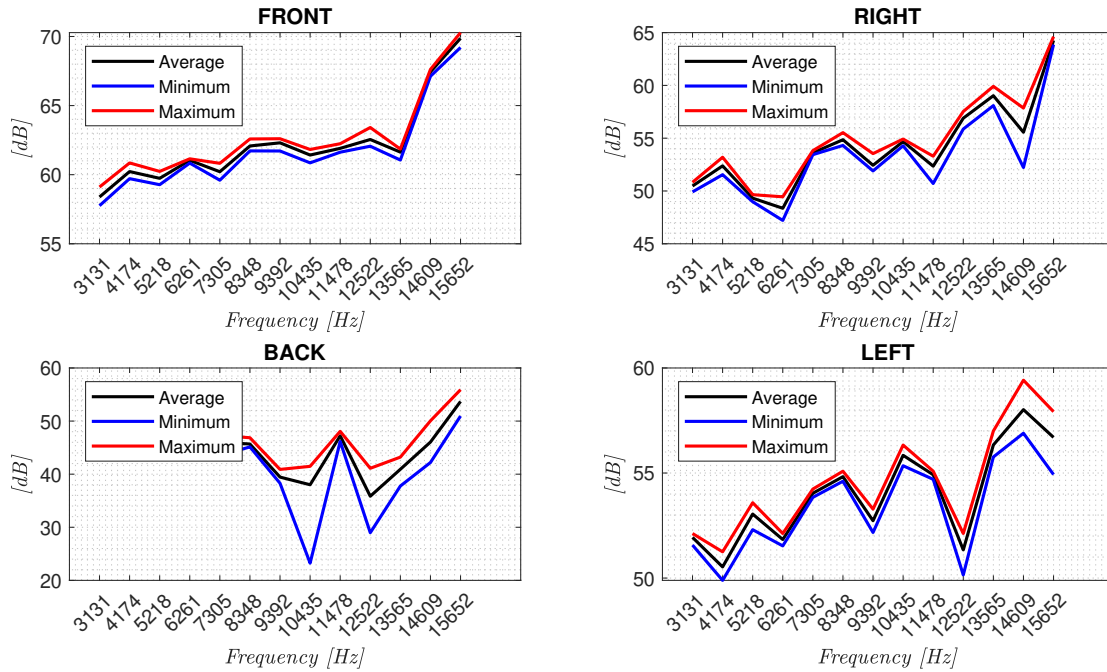 FRONT
70
65
60
55
[dB]
Average
Minimum
Maximum
3131
4174
5218
6261
7305
8348
9392
10435
11478
12522
13565
14609
15652
Frequency [Hz]
RIGHT
65
60
55
50
45
[dB]
Average
Minimum
Maximum
3131
4174
5218
6261
7305
8348
9392
10435
11478
12522
13565
14609
15652
Frequency [Hz]
BACK
60
50
40
30
20
[dB]
Average
Minimum
Maximum
3131
4174
5218
6261
7305
8348
9392
10435
11478
12522
13565
14609
15652
Frequency [Hz]
LEFT
60
55
50
[dB]
Average
Minimum
Maximum
3131
4174
5218
6261
7305
8348
9392
10435
11478
12522
13565
14609
15652
Frequency [Hz]